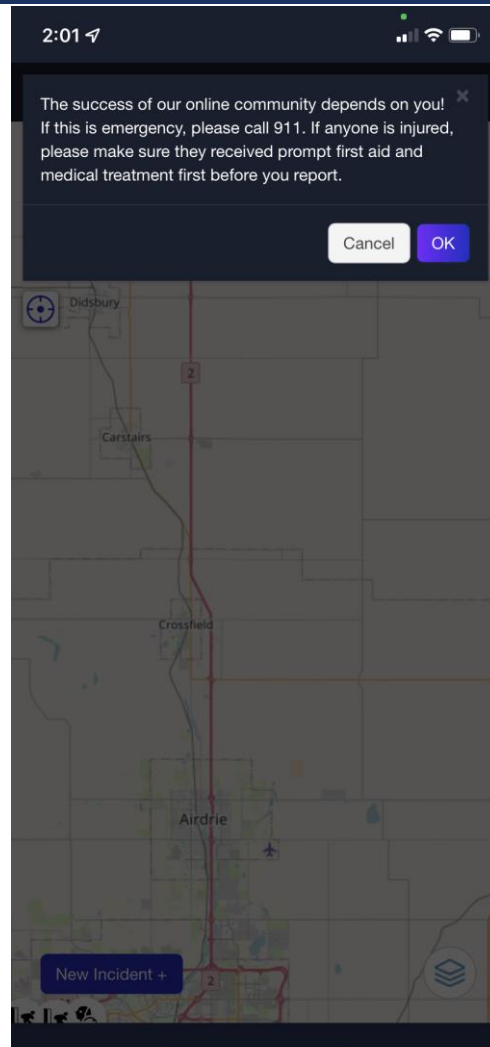 2:01
The success of our online community depends on you!
If this is emergency, please call 911. If anyone is injured,
please make sure they received prompt first aid and
medical treatment first before you report.
Cancel
OK
Didsbury
2
Carstairs
Crossfield
Airdrie
New Incident +
2